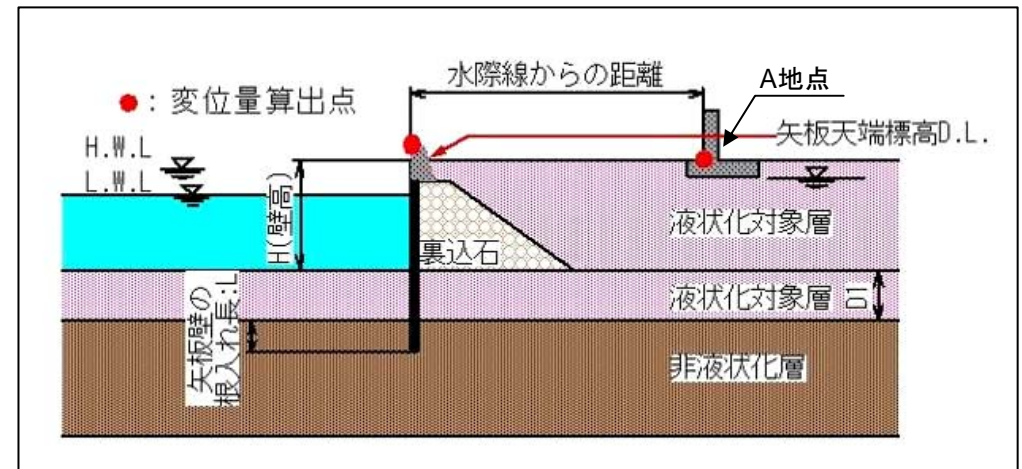 水際線からの距離
A地点
●：変位量算出点
矢板天端標高D.L.
H.W.L
L.W.L
H(壁高)
液状化対象層
裏込石
液状化対象層
D1
矢板壁の
根入れ長:L
非液状化層